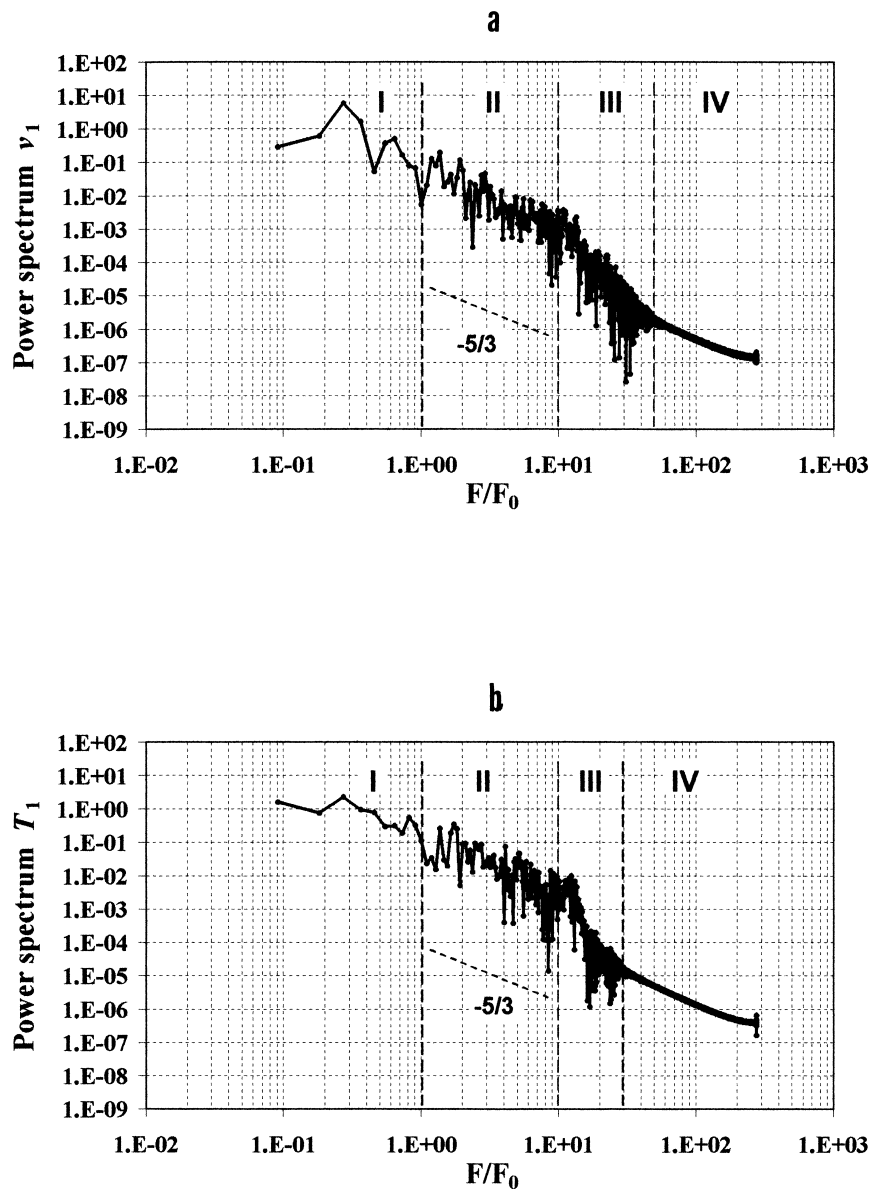 a
1.E+02
1.E+01
1.E+00
1.E-01
1.E-02
1.E-03
1.E-04
1.E-05
1.E-06
1.E-07
1.E-08
1.E-09
Power spectrum v1
I II III IV
-5/3
1.E-02 1.E-01 1.E+00 1.E+01 1.E+02 1.E+03
F/F0
b
1.E+02
1.E+01
1.E+00
1.E-01
1.E-02
1.E-03
1.E-04
1.E-05
1.E-06
1.E-07
1.E-08
1.E-09
Power spectrum T1
I II III IV
-5/3
1.E-02 1.E-01 1.E+00 1.E+01 1.E+02 1.E+03
F/F0